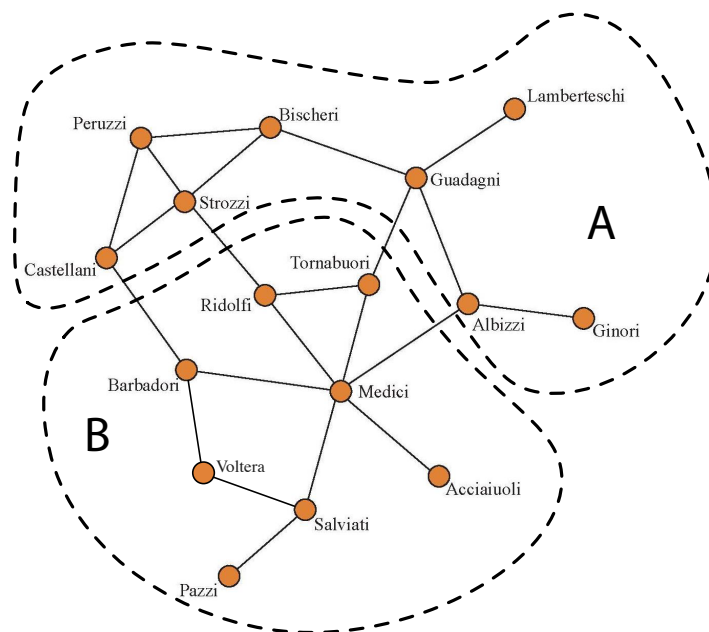 Lamberteschi
Bischeri
Peruzzi
Guadagni
Strozzi
A
Castellani
Tornabuori
Ridolfi
Albizzi
Ginori
Barbadori
Medici
B
Voltera
Acciaiuoli
Salviati
Pazzi